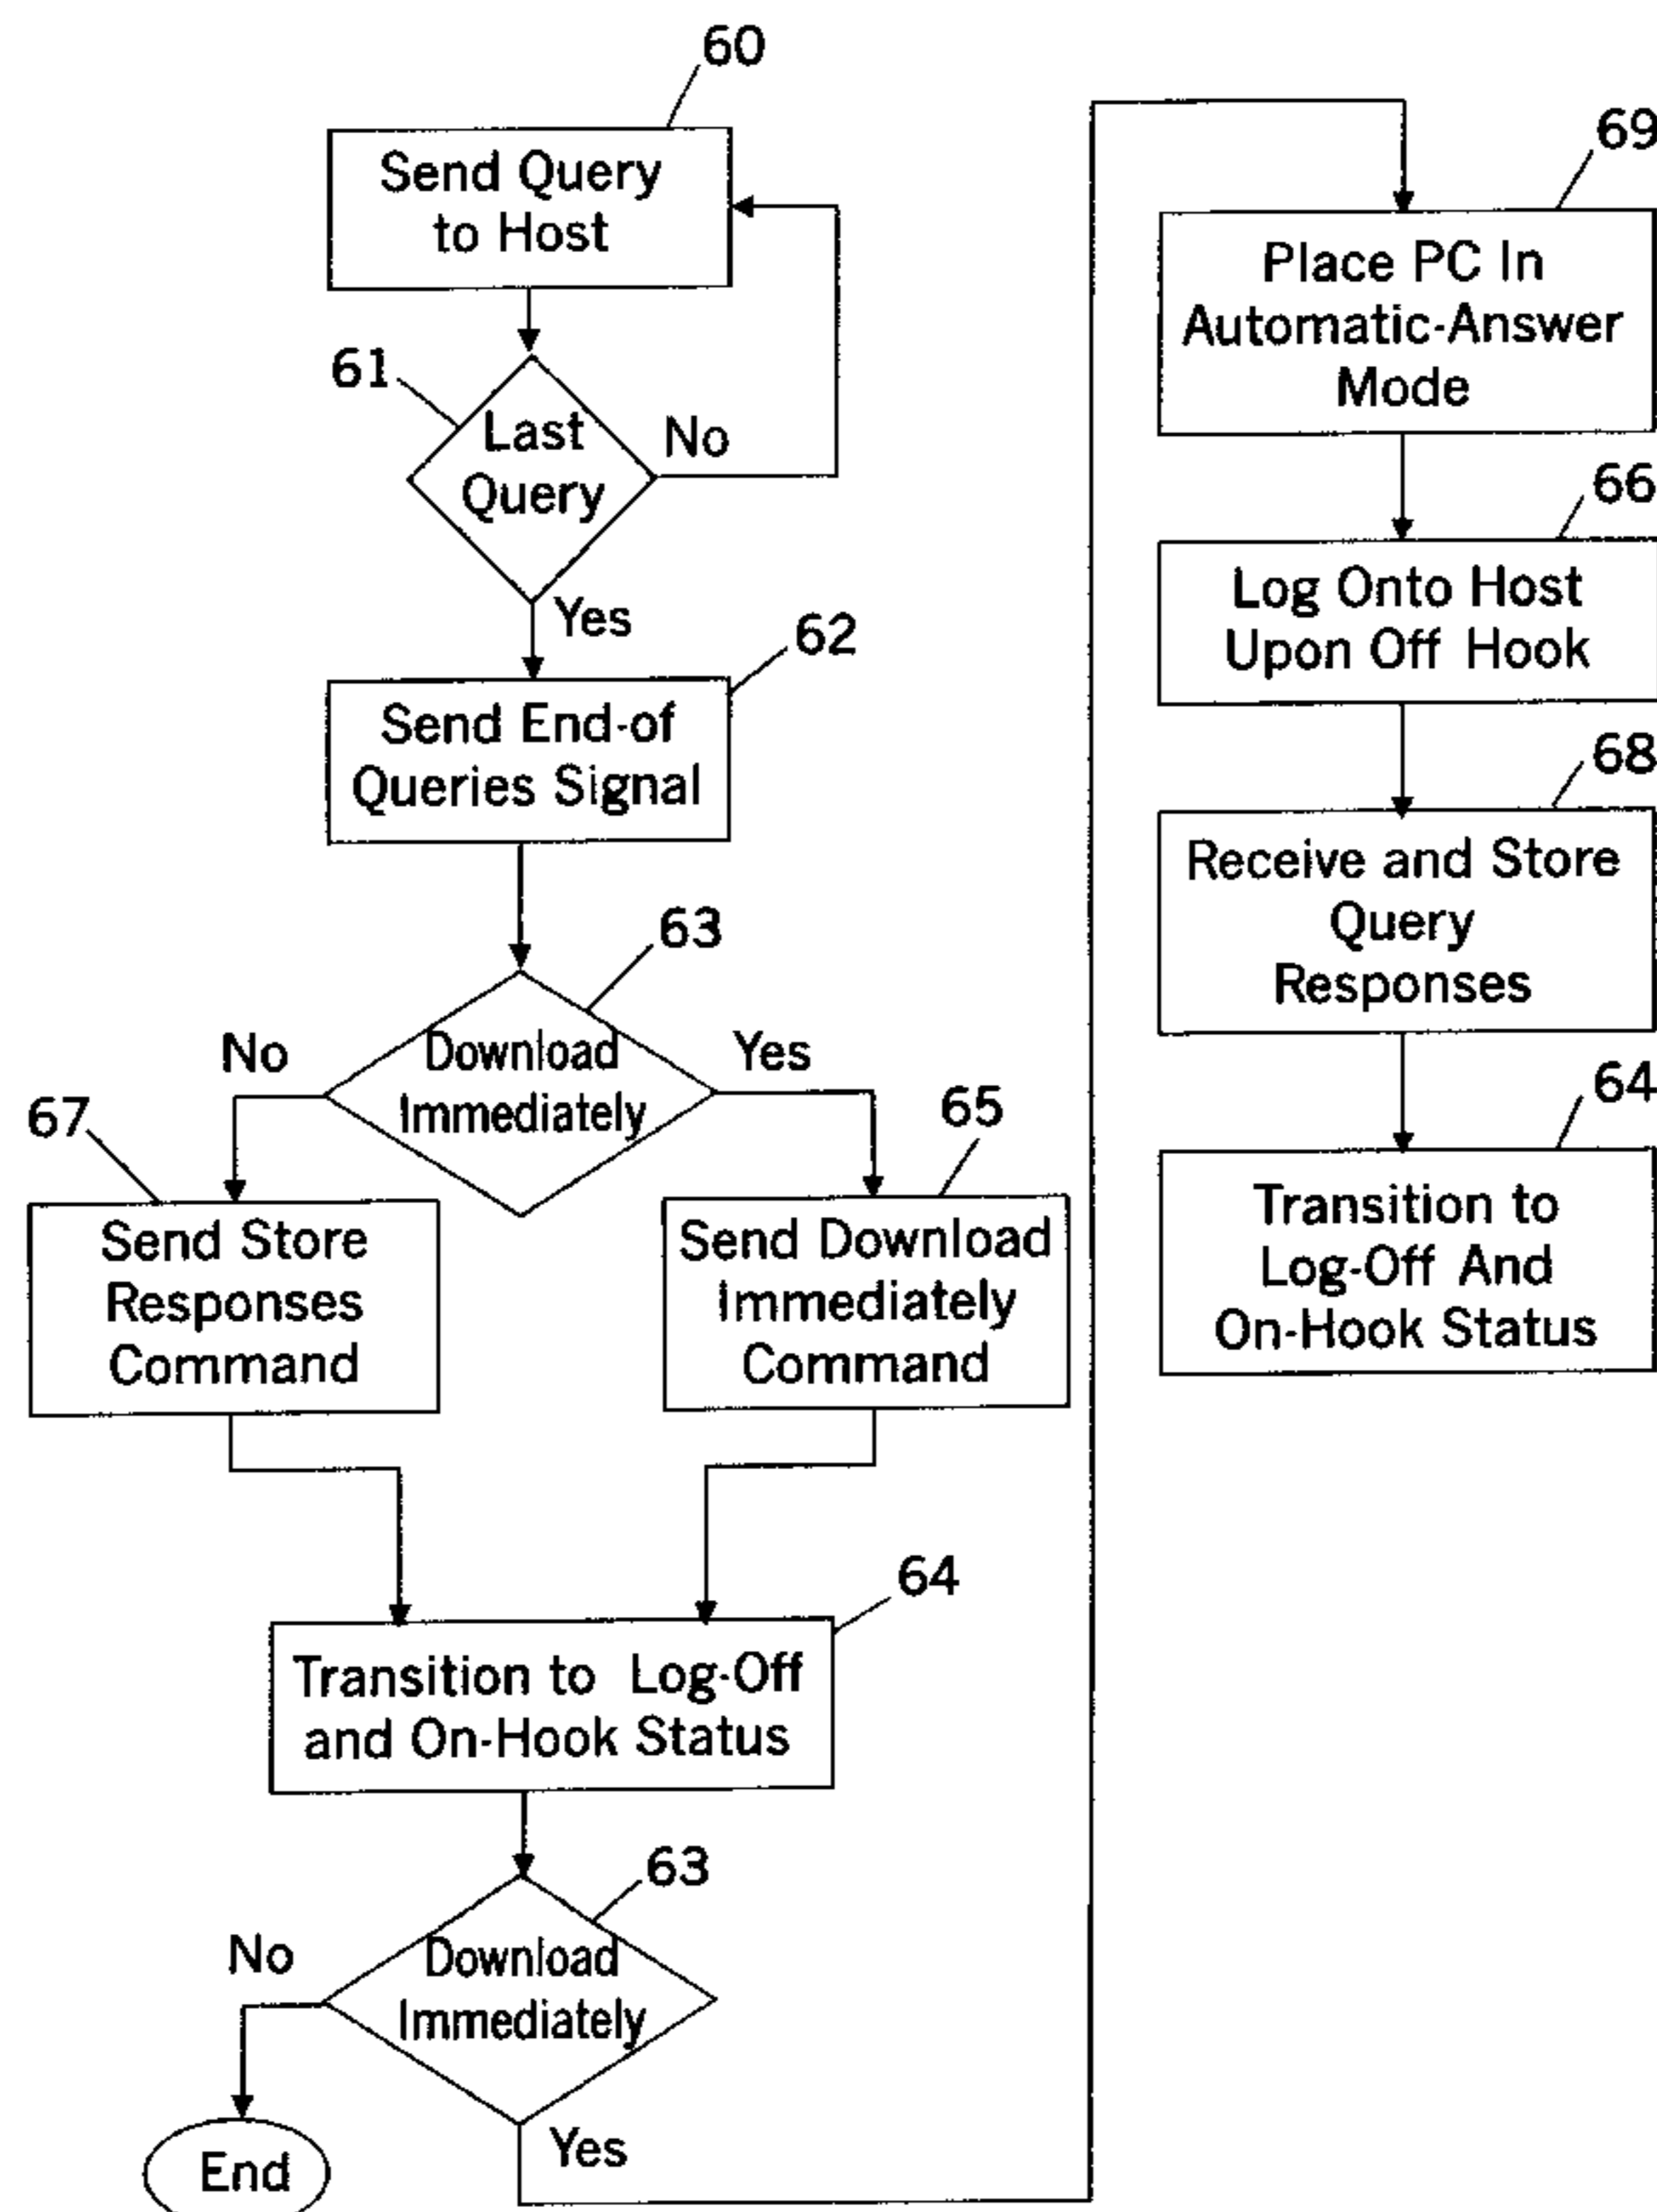 60
Send Query
to Host
61
Last
Query
No
Yes
62
Send End-of
Queries Signal
63
No
Download
Immediately
Yes
67
65
Send Store
Responses
Command
Send Download
Immediately
Command
64
Transition to Log-Off
and On-Hook Status
63
No
Download
Immediately
Yes
End
69
Place PC In
Automatic-Answer
Mode
66
Log Onto Host
Upon Off Hook
68
Receive and Store
Query
Responses
64
Transition to
Log-Off And
On-Hook Status